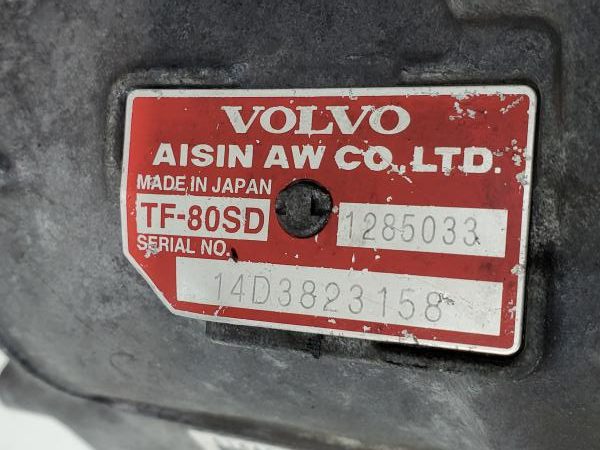 VOLVO
AISIN AW CO.,LTD.
MADE IN JAPAN
TF-80SD 1285033
SERIAL NO.
14D3823158